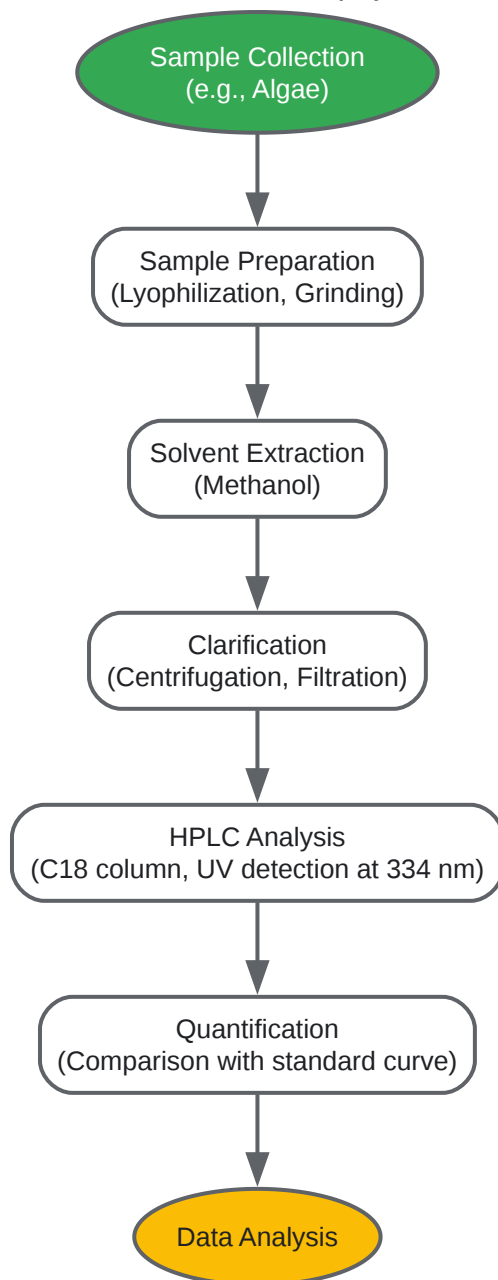 Sample Collection
(e.g., Algae)
Sample Preparation
(Lyophilization, Grinding)
Solvent Extraction
(Methanol)
Clarification
(Centrifugation, Filtration)
HPLC Analysis
(C18 column, UV detection at 334 nm)
Quantification
(Comparison with standard curve)
Data Analysis